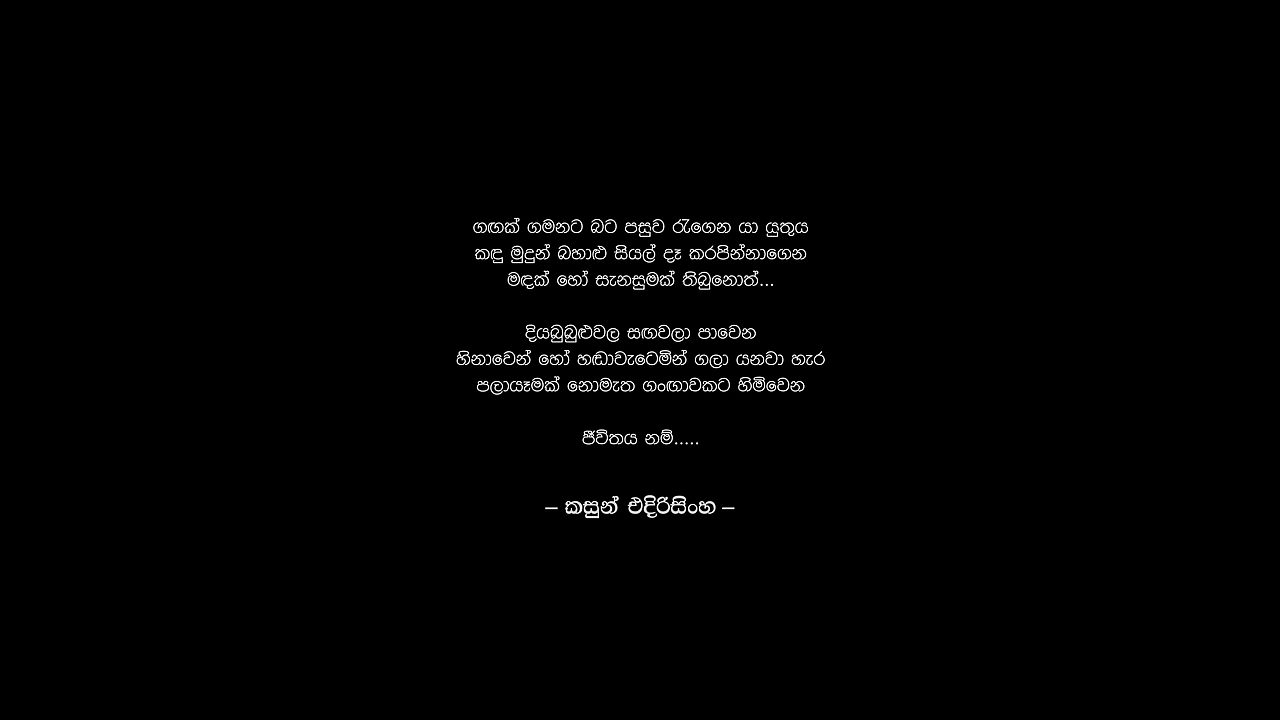 ගඟක් ගමනට බට පසුව රැගෙන යා යුතුය
කඳු මුදුන් බහාළු සියල් දෑ කරපින්නාගෙන
මඳක් හෝ සැනසුමක් තිබුනොත්...
දියබුබුළුවල සඟවලා පාවෙන
හිනාවෙන් හෝ හඬාවැටෙමින් ගලා යනවා හැර
පලායෑමක් නොමැත ගංඟාවකට හිමිවෙන
ජීවිතය නම්.....
– කසුන් එදිරිසිංහ –